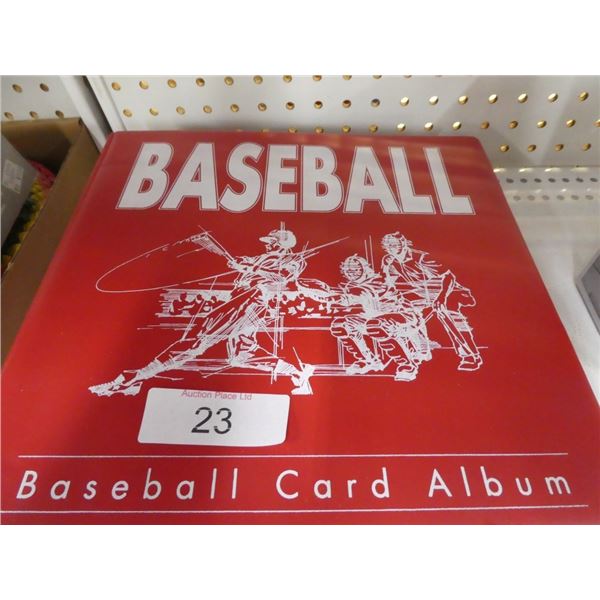 BASEBALL
Auction Place Ltd
23
Baseball Card Album